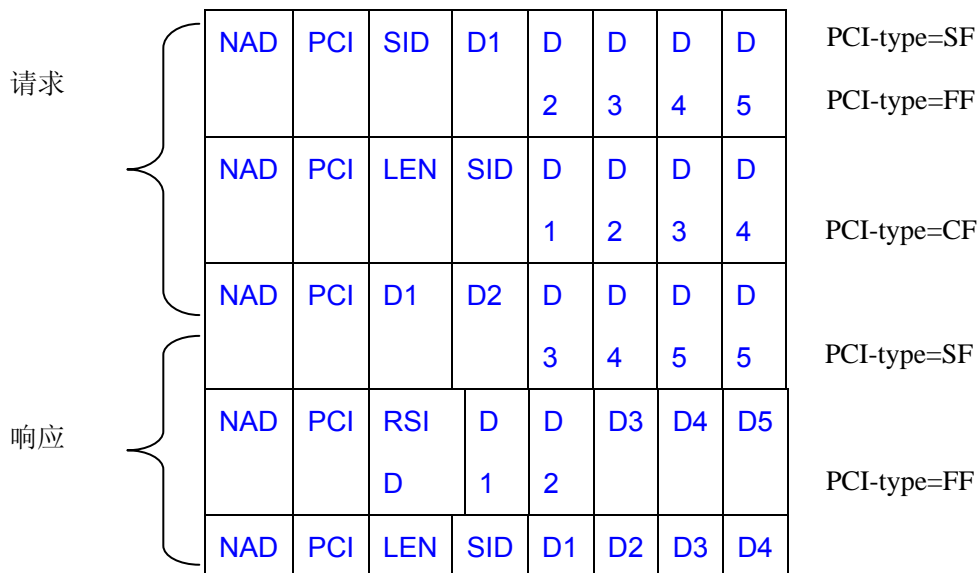 NAD PCI SID D1 D D D D PCI-type=SF
请求
2 3 4 5 PCI-type=FF
NAD PCI LEN SID D D D D
1 2 3 4 PCI-type=CF
NAD PCI D1 D2 D D D D
3 4 5 5 PCI-type=SF
NAD PCI RSI D D D3 D4 D5
响应
D 1 2 PCI-type=FF
NAD PCI LEN SID D1 D2 D3 D4